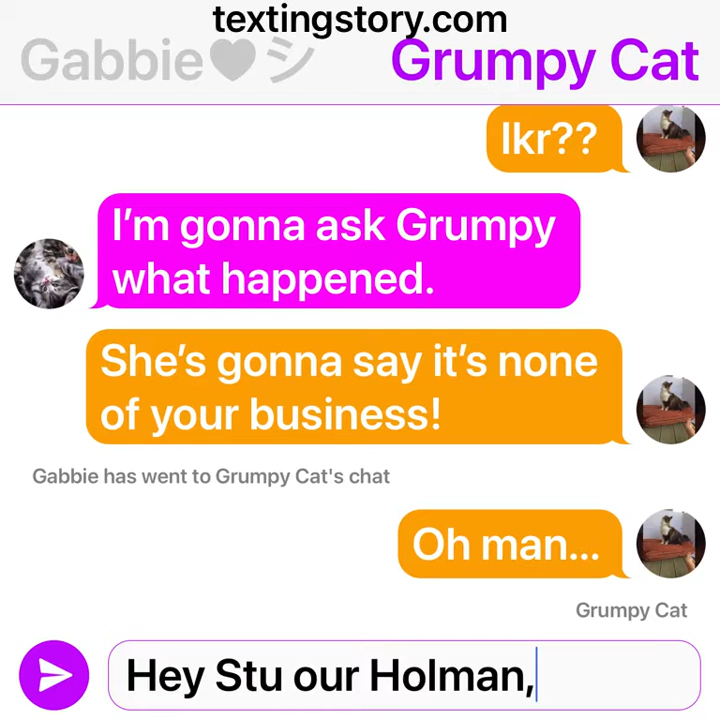 textingstory.com
Gabbie♥シ
Grumpy Cat
Ikr??
I'm gonna ask Grumpy
what happened.
She's gonna say it's none
of your business!
Gabbie has went to Grumpy Cat's chat
Oh man...
Grumpy Cat
Hey Stu our Holman,